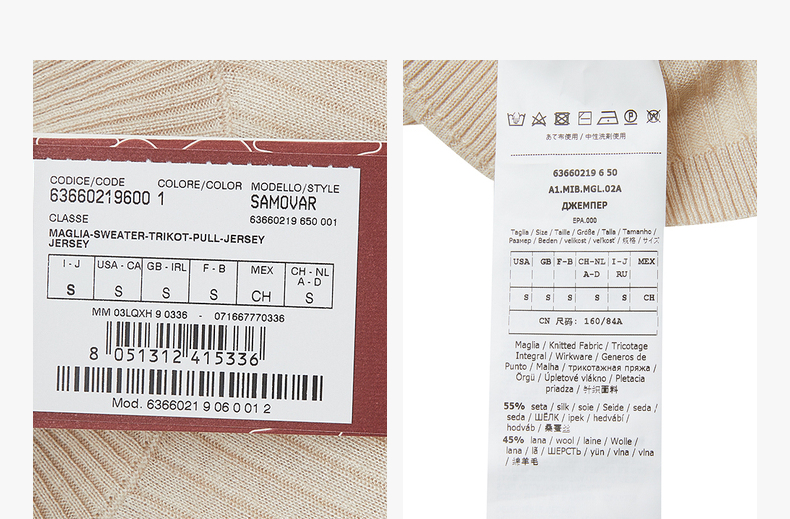 CODICE/CODE COLORE/COLOR MODELLO/STYLE
63660219600 1 SAMOVAR
CLASSE 63660219 650 001
MAGLIA-SWEATER-TRIKOT-PULL-JERSEY
JERSEY
I - J USA - CA GB - IRL F - B MEX CH - NL A - D
S S S S CH S
MM 03LQXH 9 0336 - 071667770336
8 051312 415336
Mod. 6366021 9 06 0 01 2
あて布使用 / 中性洗剤使用
63660219 6 50
A1.MIB.MGL.02A
ДЖЕМПЕР
EPA.000
Taglia / Size / Taille / Größe / Talla / Tamanho /
Размер / Beden / velikost / veľkosť / 规格 / サイズ
USA GB F-B CH-NL I-J MEX
A-D RU
S S S S S CH
CN 尺码: 160/84A
Maglia / Knitted Fabric / Tricotage
Integral / Wirkware / Generos de
Punto / Malha / трикотажная пряжа /
Örgü / Úpletové vlákno / Pletacia
priadza / 针织面料
55% seta / silk / soie / Seide / seda /
seda / ШЁЛК / ipek / hedvábí /
hodváb / 桑蚕丝
45% lana / wool / laine / Wolle /
lana / lã / ШЕРСТЬ / yün / vlna / vlna
/ 绵羊毛